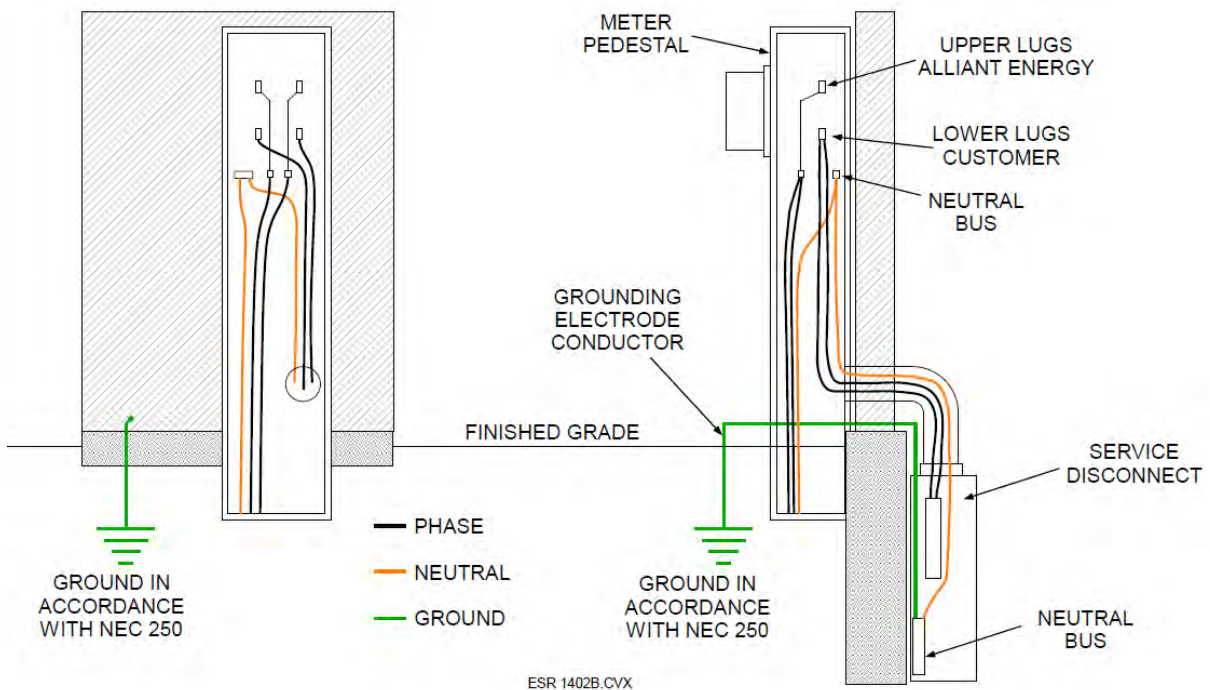 METER
PEDESTAL
UPPER LUGS
ALLIANT ENERGY
LOWER LUGS
CUSTOMER
NEUTRAL
BUS
GROUNDING
ELECTRODE
CONDUCTOR
FINISHED GRADE
SERVICE
DISCONNECT
PHASE
NEUTRAL
GROUND
GROUND IN
ACCORDANCE
WITH NEC 250
GROUND IN
ACCORDANCE
WITH NEC 250
NEUTRAL
BUS
ESR 1402B.CVX